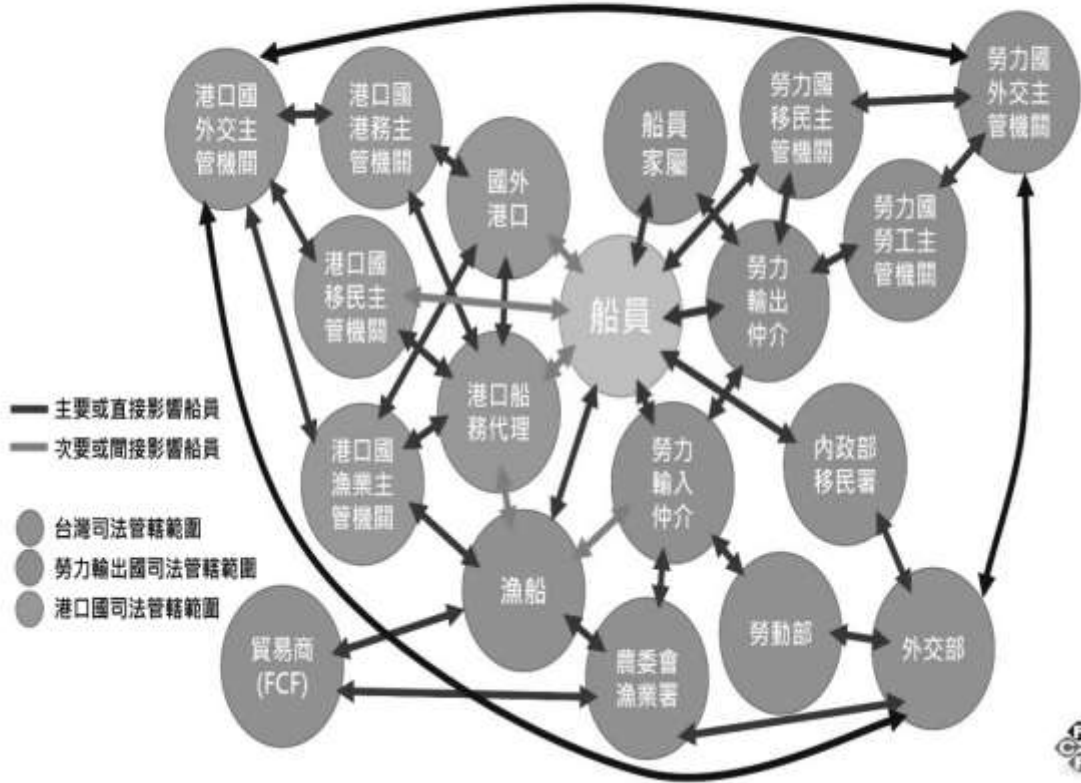 港口國
外交主
管機關
港口國
港務主
管機關
國外
港口
船員
家屬
勞力國
移民主
管機關
勞力國
外交主
管機關
勞力國
勞工主
管機關
港口國
移民主
管機關
船員
勞力
輸出
仲介
港口船
務代理
主要或直接影響船員
次要或間接影響船員
港口國
漁業主
管機關
勞力
輸入
仲介
內政部
移民署
台灣司法管轄範圍
勞力輸出國司法管轄範圍
港口國司法管轄範圍
漁船
勞動部
外交部
貿易商
(FCF)
農委會
漁業署